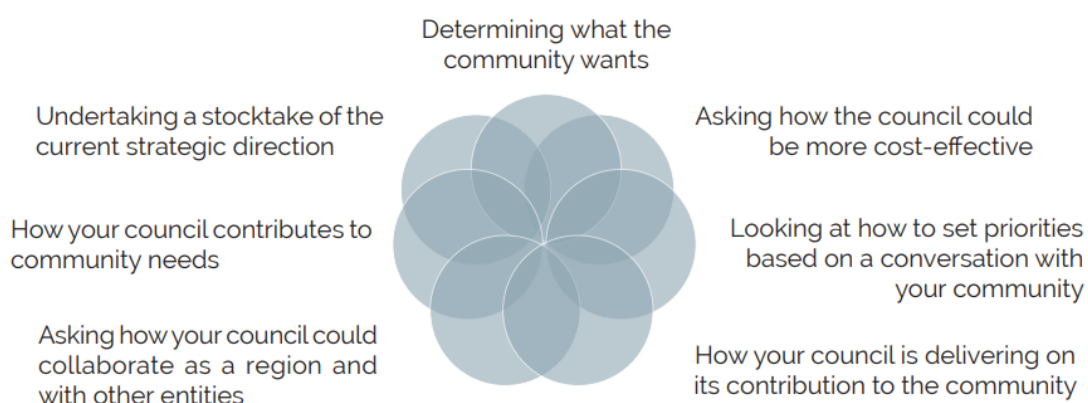 Determining what the
community wants
Undertaking a stocktake of the
current strategic direction
Asking how the council could
be more cost-effective
How your council contributes to
community needs
Looking at how to set priorities
based on a conversation with
your community
Asking how your council could
collaborate as a region and
with other entities
How your council is delivering on
its contribution to the community